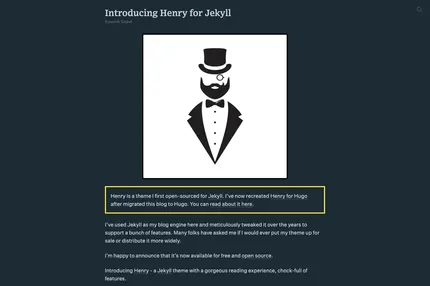 Introducing Henry for Jekyll
Henry is a theme I first open-sourced for Jekyll. I've now recreated Henry for Hugo
after migrated this blog to Hugo. You can read about it here.
I've used Jekyll as my blog engine here and meticulously tweaked it over the years to
support a bunch of features. Many folks have asked me if I would ever put my theme up for
sale or distribute it more widely.
I'm happy to announce that it's now available for free and open source.
Introducing Henry - a Jekyll theme with a gorgeous reading experience, chock-full of
features.